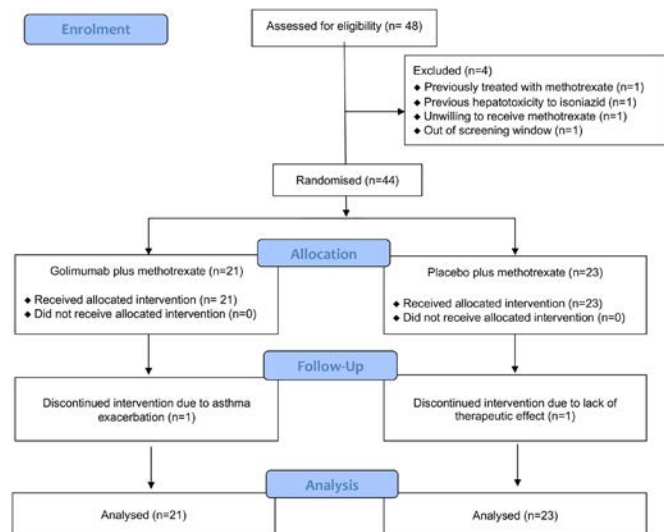 Enrolment
Assessed for eligibility (n= 48)
Excluded (n=4)
◆ Previously treated with methotrexate (n=1)
◆ Previous hepatotoxicity to isoniazid (n=1)
◆ Unwilling to receive methotrexate (n=1)
◆ Out of screening window (n=1)
Randomised (n=44)
Allocation
Golimumab plus methotrexate (n=21)
◆ Received allocated intervention (n= 21)
◆ Did not receive allocated intervention (n=0)
Placebo plus methotrexate (n=23)
◆ Received allocated intervention (n=23)
◆ Did not receive allocated intervention (n=0)
Follow-Up
Discontinued intervention due to asthma
exacerbation (n=1)
Discontinued intervention due to lack of
therapeutic effect (n=1)
Analysis
Analysed (n=21)
Analysed (n=23)